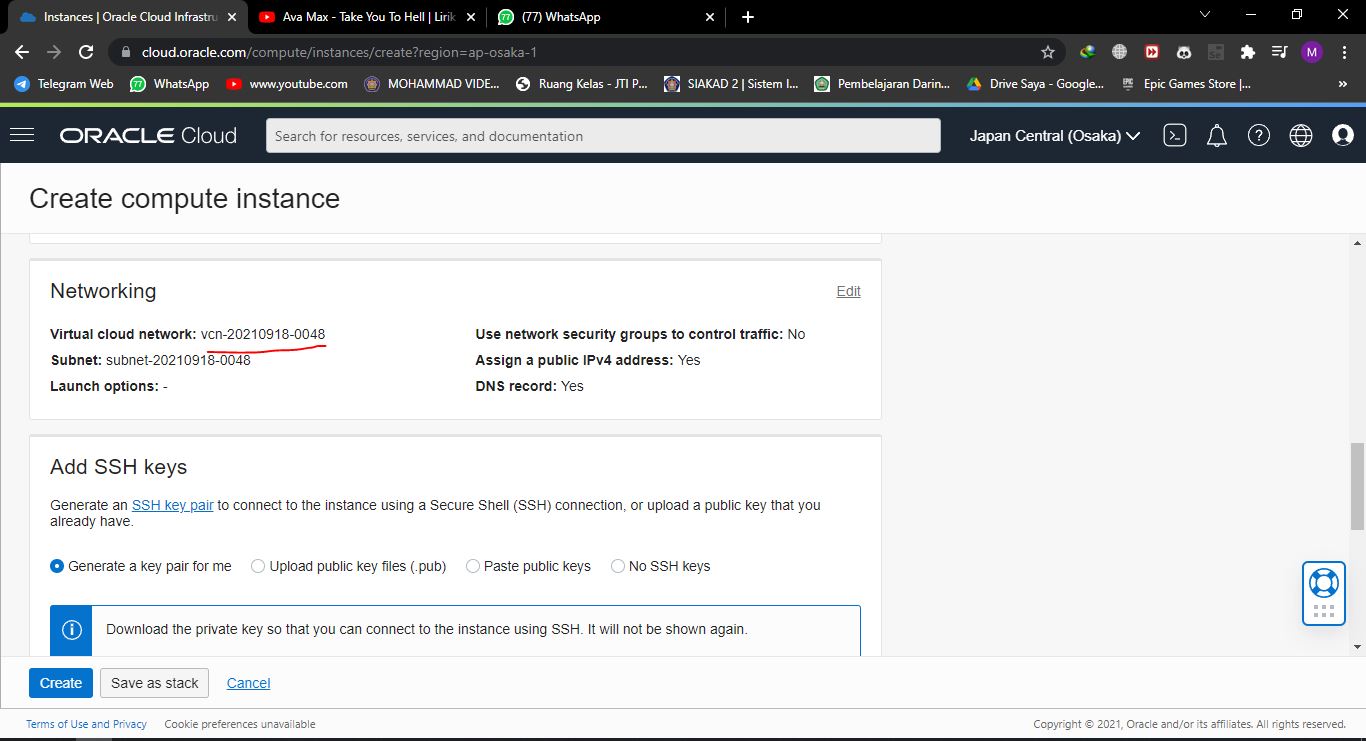 Instances | Oracle Cloud Infrastru
Ava Max - Take You To Hell | Lirik
77
(77) WhatsApp
cloud.oracle.com/compute/instances/create?region=ap-osaka-1
M
Telegram Web
77
WhatsApp
www.youtube.com
MOHAMMAD VIDE...
Ruang Kelas - JTI P...
SIAKAD 2 | Sistem I...
Pembelajaran Darin...
Drive Saya - Google...
Epic Games Store |...
»
ORACLE Cloud
Search for resources, services, and documentation
Japan Central (Osaka)
Create compute instance
Networking
Edit
Virtual cloud network: vcn-20210918-0048
Use network security groups to control traffic: No
Subnet: subnet-20210918-0048
Assign a public IPv4 address: Yes
Launch options: -
DNS record: Yes
Add SSH keys
Generate an SSH key pair to connect to the instance using a Secure Shell (SSH) connection, or upload a public key that you
already have.
Generate a key pair for me
Upload public key files (.pub)
Paste public keys
No SSH keys
Download the private key so that you can connect to the instance using SSH. It will not be shown again.
Create
Save as stack
Cancel
Terms of Use and Privacy
Cookie preferences unavailable
Copyright © 2021, Oracle and/or its affiliates. All rights reserved.